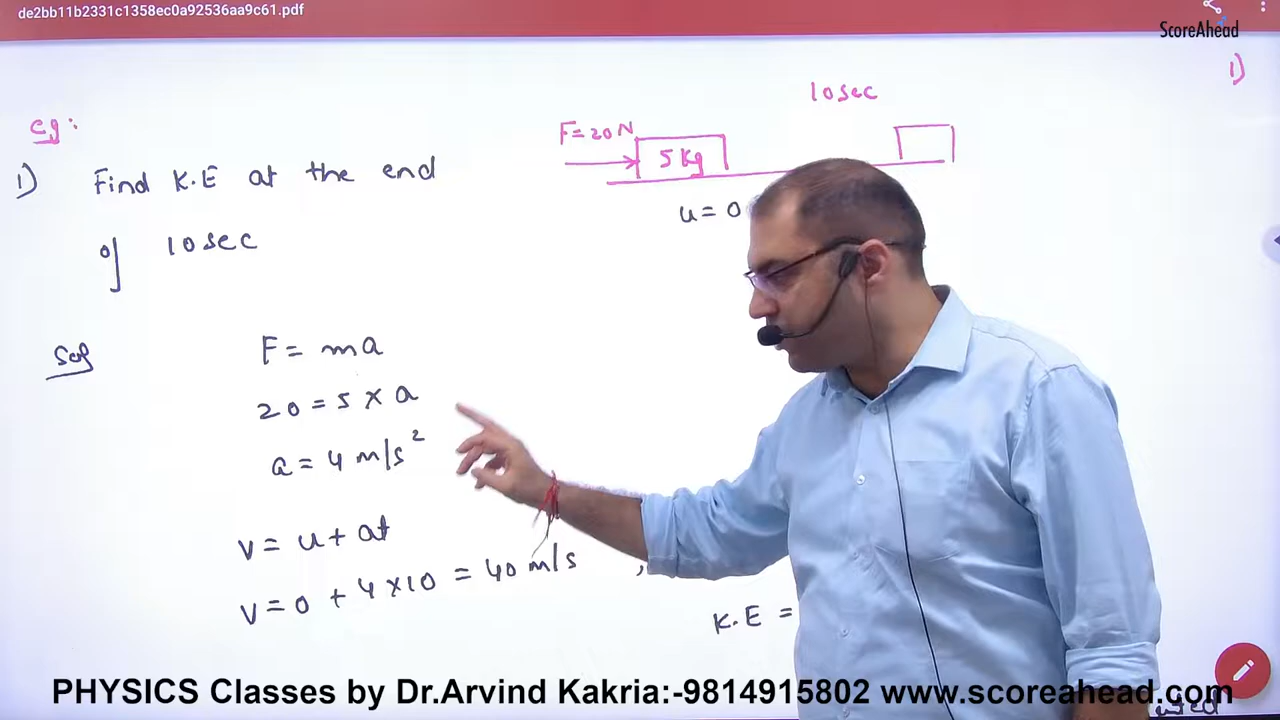 de2bb11b2331c1358ec0a92536aa9c61.pdf
ScoreAhead
1)
eg:
10sec
F=20N
5kg
1) Find K.E at the end
of 10sec
u=0
Sol
F= ma
20=5×a
a=4 m/s²
v= u+at
v=0+4×10=40 m/s ,
K.E =
PHYSICS Classes by Dr.Arvind Kakria:-9814915802 www.scoreahead.com